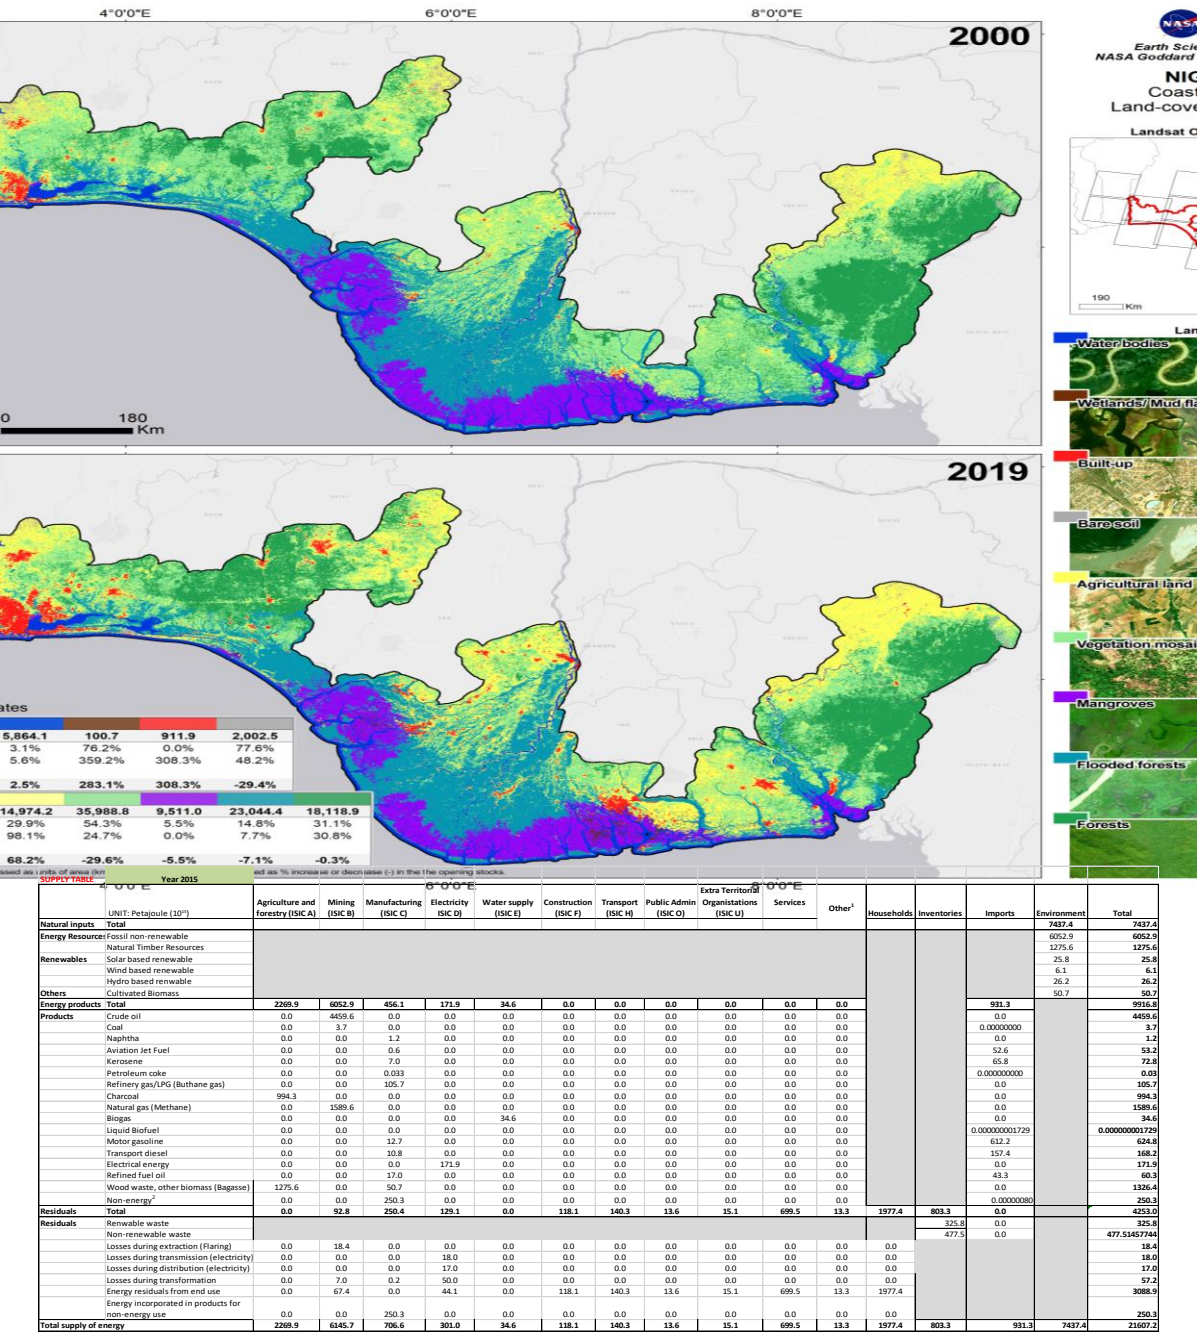 4°0'0"E 6°0'0"E 8°0'0"E
2000
NASA
Earth Scie
NASA Goddard
NIG
Coast
Land-cove
Landsat O
190
Km
0 180
Km
Lan
Water bodies
Wetlands/ Mud fla
Built-up
Bare soil
Agricultural land
Vegetation mosai
Mangroves
Flooded forests
Forests
2019
ates
5,864.1 100.7 911.9 2,002.5
3.1% 76.2% 0.0% 77.6%
5.6% 359.2% 308.3% 48.2%
2.5% 283.1% 308.3% -29.4%
14,974.2 35,988.8 9,511.0 23,044.4 18,118.9
29.9% 54.3% 5.5% 14.8% 31.1%
98.1% 24.7% 0.0% 7.7% 30.8%
68.2% -29.6% -5.5% -7.1% -0.3%
ssed as units of area (km ed as % increase or decrease (-) in the the opening stocks.
4°0'0"E 6°0'0"E 8°0'0"E
SUPPLY TABLE Year 2015
UNIT: Petajoule (10¹⁵) Agriculture and forestry (ISIC A) Mining (ISIC B) Manufacturing (ISIC C) Electricity ISIC D) Water supply (ISIC E) Construction (ISIC F) Transport (ISIC H) Public Admin (ISIC O) Extra Territorial Organistations (ISIC U) Services Other¹ Households Inventories Imports Environment Total
Natural inputs Total 7437.4 7437.4
Energy Resources Fossil non-renewable 6052.9 6052.9
Natural Timber Resources 1275.6 1275.6
Renewables Solar based renewable 25.8 25.8
Wind based renewable 6.1 6.1
Hydro based renwable 26.2 26.2
Others Cultivated Biomass 50.7 50.7
Energy products Total 2269.9 6052.9 456.1 171.9 34.6 0.0 0.0 0.0 0.0 0.0 0.0 931.3 9916.8
Products Crude oil 0.0 4459.6 0.0 0.0 0.0 0.0 0.0 0.0 0.0 0.0 0.0 0.0 4459.6
Coal 0.0 3.7 0.0 0.0 0.0 0.0 0.0 0.0 0.0 0.0 0.0 0.00000000 3.7
Naphtha 0.0 0.0 1.2 0.0 0.0 0.0 0.0 0.0 0.0 0.0 0.0 0.0 1.2
Aviation Jet Fuel 0.0 0.0 0.6 0.0 0.0 0.0 0.0 0.0 0.0 0.0 0.0 52.6 53.2
Kerosene 0.0 0.0 7.0 0.0 0.0 0.0 0.0 0.0 0.0 0.0 0.0 65.8 72.8
Petroleum coke 0.0 0.0 0.033 0.0 0.0 0.0 0.0 0.0 0.0 0.0 0.0 0.000000000 0.03
Refinery gas/LPG (Buthane gas) 0.0 0.0 105.7 0.0 0.0 0.0 0.0 0.0 0.0 0.0 0.0 0.0 105.7
Charcoal 994.3 0.0 0.0 0.0 0.0 0.0 0.0 0.0 0.0 0.0 0.0 0.0 994.3
Natural gas (Methane) 0.0 1589.6 0.0 0.0 0.0 0.0 0.0 0.0 0.0 0.0 0.0 0.0 1589.6
Biogas 0.0 0.0 0.0 0.0 34.6 0.0 0.0 0.0 0.0 0.0 0.0 0.0 34.6
Liquid Biofuel 0.0 0.0 0.0 0.0 0.0 0.0 0.0 0.0 0.0 0.0 0.0 0.000000001729 0.000000001729
Motor gasoline 0.0 0.0 12.7 0.0 0.0 0.0 0.0 0.0 0.0 0.0 0.0 612.2 624.8
Transport diesel 0.0 0.0 10.8 0.0 0.0 0.0 0.0 0.0 0.0 0.0 0.0 157.4 168.2
Electrical energy 0.0 0.0 0.0 171.9 0.0 0.0 0.0 0.0 0.0 0.0 0.0 0.0 171.9
Refined fuel oil 0.0 0.0 17.0 0.0 0.0 0.0 0.0 0.0 0.0 0.0 0.0 43.3 60.3
Wood waste, other biomass (Bagasse) 1275.6 0.0 50.7 0.0 0.0 0.0 0.0 0.0 0.0 0.0 0.0 0.0 1326.4
Non-energy² 0.0 0.0 250.3 0.0 0.0 0.0 0.0 0.0 0.0 0.0 0.0 0.00000080 250.3
Residuals Total 0.0 92.8 250.4 129.1 0.0 118.1 140.3 13.6 15.1 699.5 13.3 1977.4 803.3 0.0 4253.0
Residuals Renwable waste 325.8 0.0 325.8
Non-renewable waste 477.5 0.0 477.51457744
Losses during extraction (Flaring) 0.0 18.4 0.0 0.0 0.0 0.0 0.0 0.0 0.0 0.0 0.0 0.0 18.4
Losses during transmission (electricity) 0.0 0.0 0.0 18.0 0.0 0.0 0.0 0.0 0.0 0.0 0.0 0.0 18.0
Losses during distribution (electricity) 0.0 0.0 0.0 17.0 0.0 0.0 0.0 0.0 0.0 0.0 0.0 0.0 17.0
Losses during transformation 0.0 7.0 0.2 50.0 0.0 0.0 0.0 0.0 0.0 0.0 0.0 0.0 57.2
Energy residuals from end use 0.0 67.4 0.0 44.1 0.0 118.1 140.3 13.6 15.1 699.5 13.3 1977.4 3088.9
Energy incorporated in products for
non-energy use 0.0 0.0 250.3 0.0 0.0 0.0 0.0 0.0 0.0 0.0 0.0 0.0 250.3
Total supply of energy 2269.9 6145.7 706.6 301.0 34.6 118.1 140.3 13.6 15.1 699.5 13.3 1977.4 803.3 931.3 7437.4 21607.2